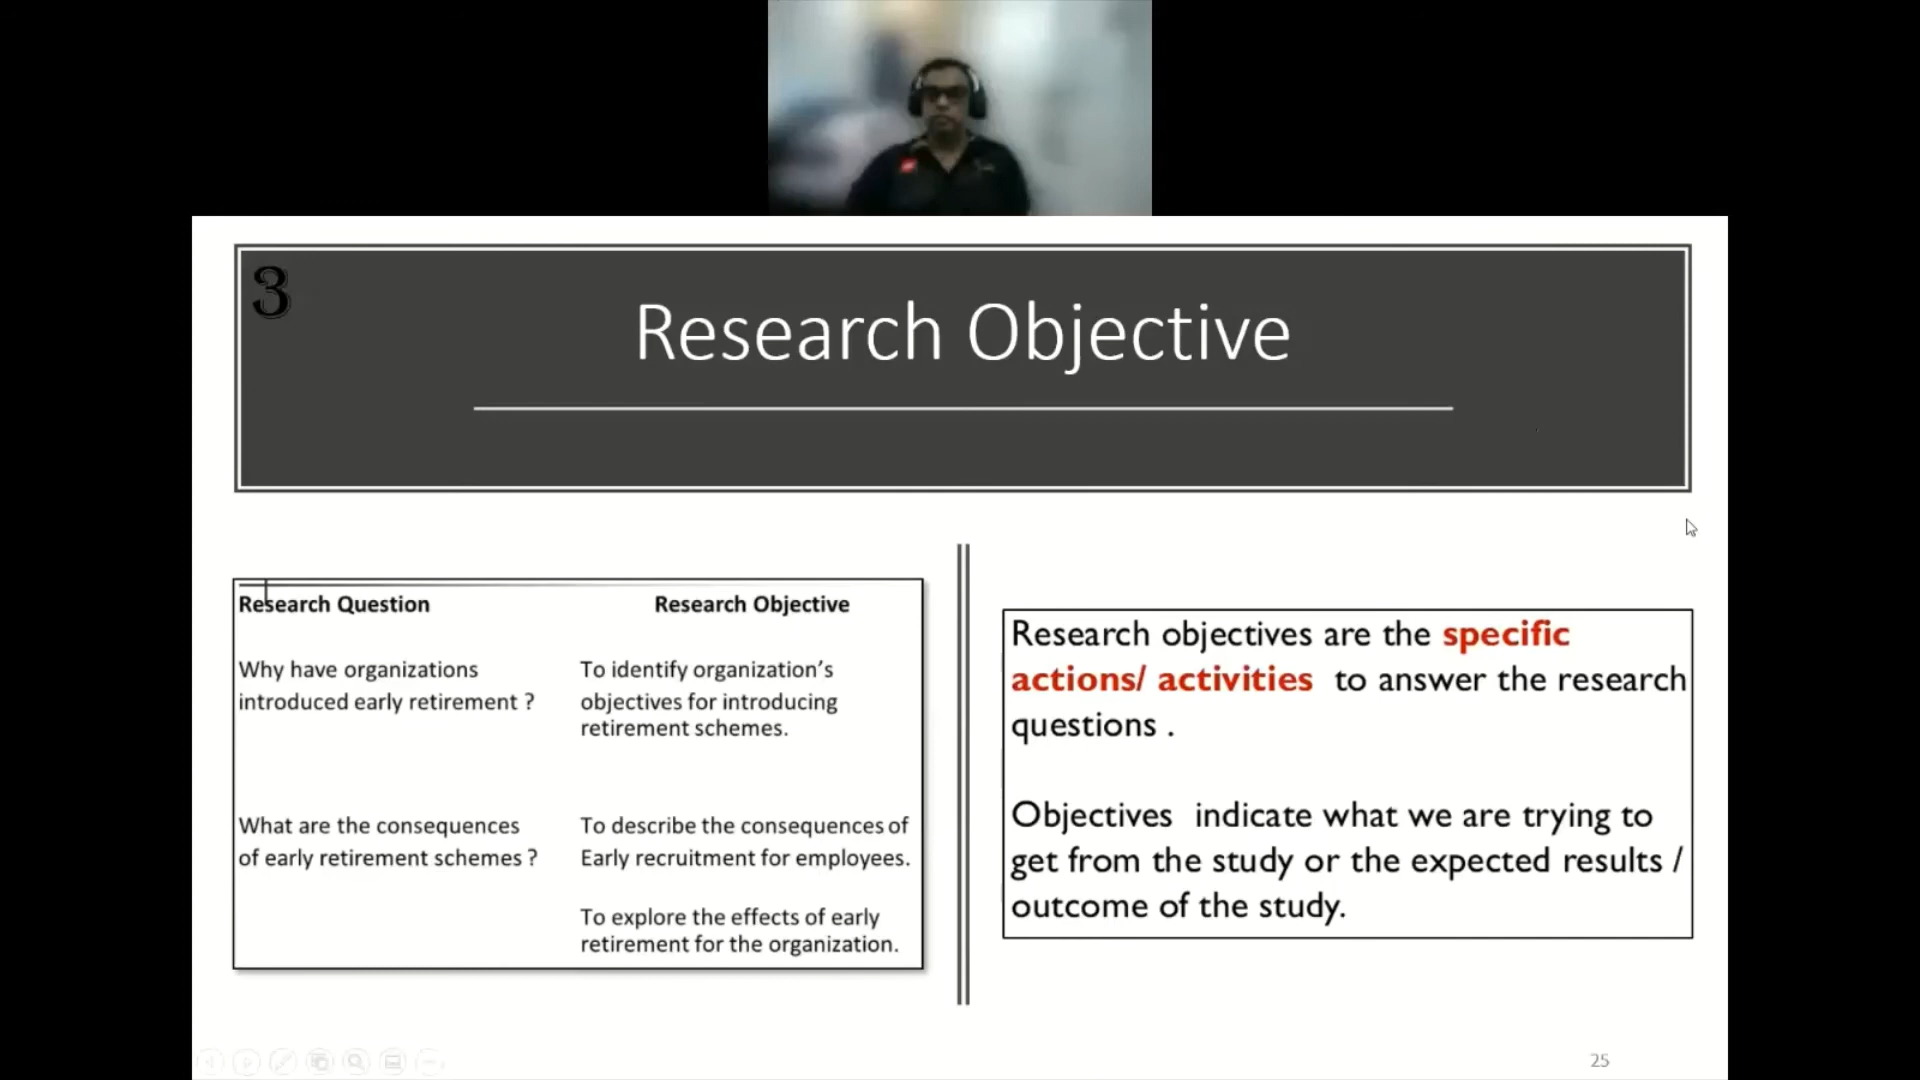 3
Research Objective
Research Question Research Objective
Why have organizations To identify organization's
introduced early retirement ? objectives for introducing
retirement schemes.
What are the consequences To describe the consequences of
of early retirement schemes ? Early recruitment for employees.
To explore the effects of early
retirement for the organization.
Research objectives are the specific
actions/ activities to answer the research
questions .
Objectives indicate what we are trying to
get from the study or the expected results /
outcome of the study.
25